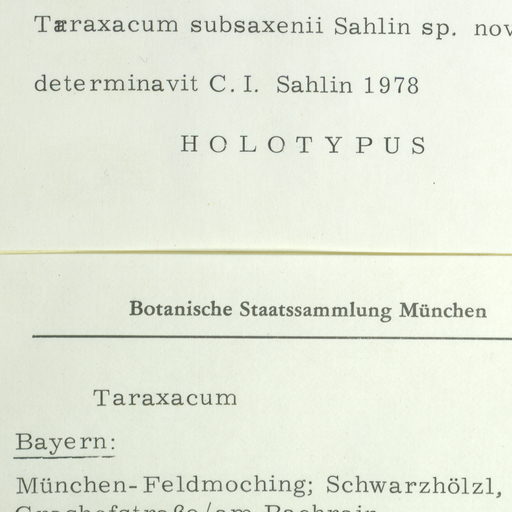 Taraxacum subsaxenii Sahlin sp. nov
determinavit C. I. Sahlin 1978
HOLOTYPUS
Botanische Staatssammlung München
Taraxacum
Bayern:
München-Feldmoching; Schwarzhölzl,